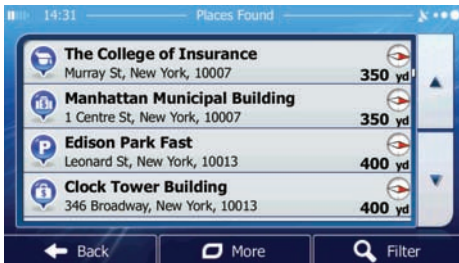 14:31 Places Found
The College of Insurance
Murray St, New York, 10007 350 yd
Manhattan Municipal Building
1 Centre St, New York, 10007 350 yd
P Edison Park Fast
Leonard St, New York, 10013 400 yd
Clock Tower Building
346 Broadway, New York, 10013 400 yd
Back More Filter